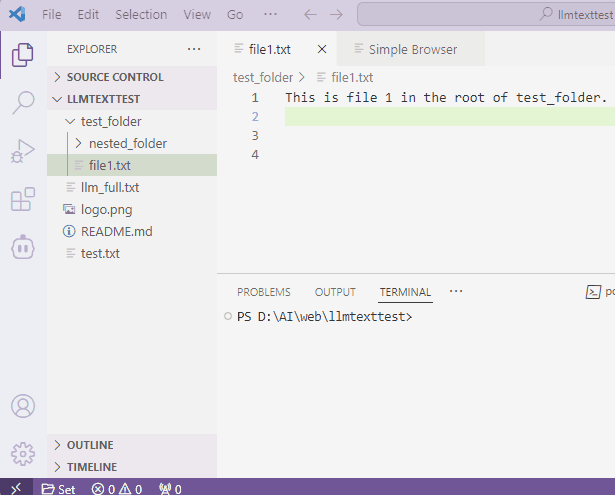 File Edit Selection View Go ... llmtexttest
EXPLORER ...
file1.txt Simple Browser
SOURCE CONTROL
LLMTEXTTEST
test_folder
nested_folder
file1.txt
llm_full.txt
logo.png
README.md
test.txt
OUTLINE
TIMELINE
test_folder > file1.txt
1 This is file 1 in the root of test_folder.
2
3
4
PROBLEMS OUTPUT TERMINAL ...
PS D:\AI\web\llmtexttest>
Set 0 0 0